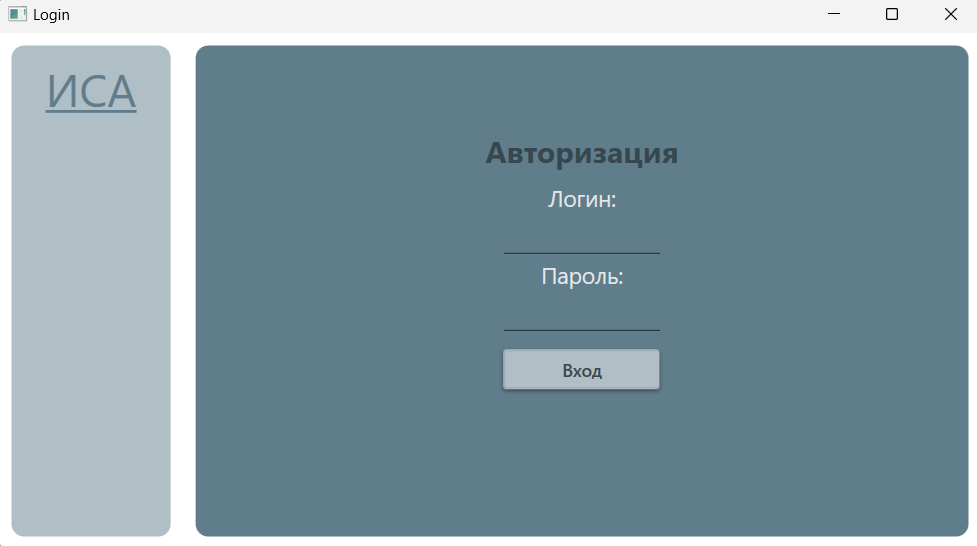 Login
ИСА
Авторизация
Логин:
Пароль:
Вход